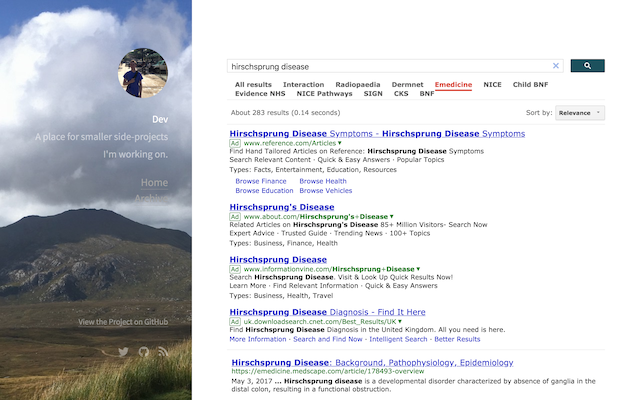 Dev
A place for smaller side-projects
I'm working on.
Home
Archive
View the Project on GitHub
hirschsprung disease
All results Interaction Radiopaedia Dermnet Emedicine NICE Child BNF
Evidence NHS NICE Pathways SIGN CKS BNF
About 283 results (0.14 seconds)
Sort by: Relevance
Hirschsprung Disease Symptoms - Hirschsprung Disease Symptoms
Ad www.reference.com/Articles
Find Hand Tailored Articles on Reference: Hirschsprung Disease Symptoms
Search Relevant Content · Quick & Easy Answers · Popular Topics
Types: Facts, Entertainment, Education, Resources
Browse Finance Browse Health
Browse Education Browse Vehicles
Hirschsprung's Disease
Ad www.about.com/Hirschsprung's+Disease
Related Articles on Hirschsprung's Disease 85+ Million Visitors- Search Now
Expert Advice · Trusted Guide · Trending News · 100+ Topics
Types: Business, Finance, Health
Hirschsprung Disease
Ad www.informationvine.com/Hirschsprung+Disease
Search Hirschsprung Disease. Visit & Look Up Quick Results Now!
Learn More · Find Relevant Information · Quick & Easy Answers
Types: Business, Health, Travel
Hirschsprung Disease Diagnosis - Find It Here
Ad uk.downloadsearch.cnet.com/Best_Results/UK
Find Hirschsprung Disease Diagnosis in the United Kingdom. All you need is here.
More Information · Search and Find Now · Intelligent Search · Better Results
Hirschsprung Disease: Background, Pathophysiology, Epidemiology
https://emedicine.medscape.com/article/178493-overview
May 3, 2017 ... Hirschsprung disease is a developmental disorder characterized by absence of ganglia in the
distal colon, resulting in a functional obstruction.